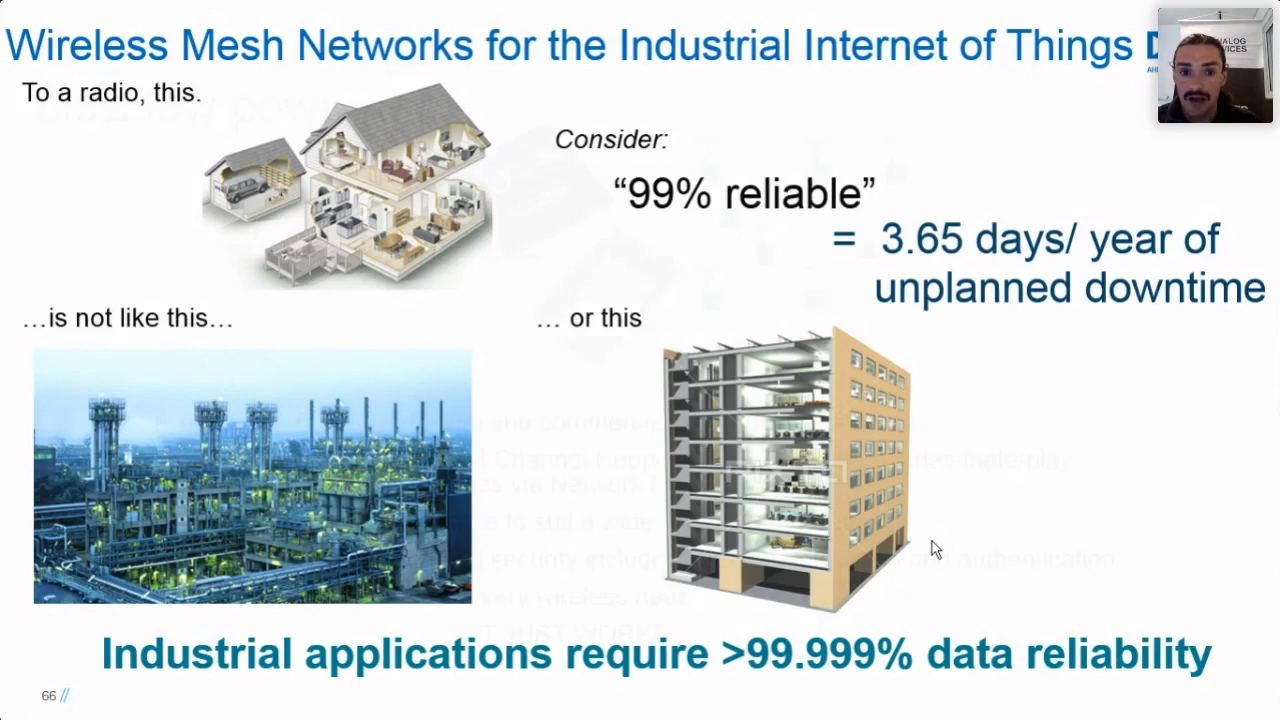 Wireless Mesh Networks for the Industrial Internet of Things
ANALOG
To a radio, this.
Consider:
“99% reliable”
= 3.65 days/ year of
unplanned downtime
…is not like this…
… or this
Industrial applications require >99.999% data reliability
66 //